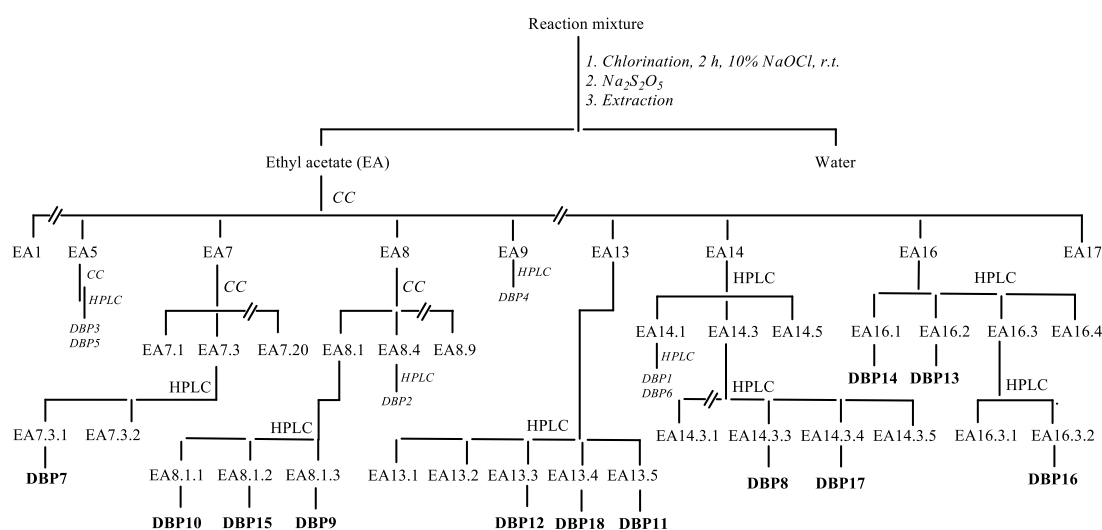 Reaction mixture
1. Chlorination, 2 h, 10% NaOCl, r.t.
2. Na2S2O5
3. Extraction
Ethyl acetate (EA) Water
CC
EA1 EA5 EA7 EA8 EA9 EA13 EA14 EA16 EA17
CC HPLC CC CC HPLC HPLC HPLC
DBP3
DBP5
DBP4
EA7.1 EA7.3 EA7.20 EA8.1 EA8.4 EA8.9 EA14.1 EA14.3 EA14.5 EA16.1 EA16.2 EA16.3 EA16.4
HPLC HPLC HPLC
DBP2
DBP1
DBP6
DBP14 DBP13
HPLC HPLC
EA7.3.1 EA7.3.2 EA14.3.1 EA14.3.3 EA14.3.4 EA14.3.5 EA16.3.1 EA16.3.2
HPLC HPLC
DBP7 DBP8 DBP17 DBP16
EA8.1.1 EA8.1.2 EA8.1.3 EA13.1 EA13.2 EA13.3 EA13.4 EA13.5
DBP10 DBP15 DBP9 DBP12 DBP18 DBP11